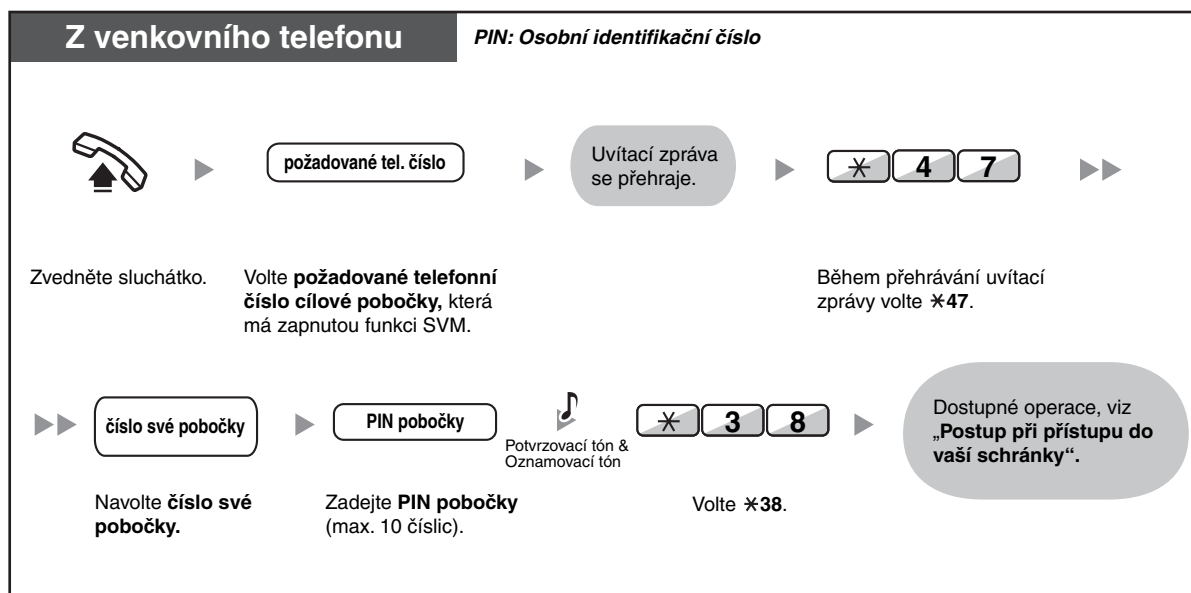 Z venkovního telefonu
PIN: Osobní identifikační číslo
požadované tel. číslo
Uvítací zpráva
se přehraje.
* 4 7
Zvedněte sluchátko.
Volte požadované telefonní
číslo cílové pobočky, která
má zapnutou funkci SVM.
Během přehrávání uvítací
zprávy volte *47.
číslo své pobočky
PIN pobočky
Potvrzovací tón &
Oznamovací tón
* 3 8
Dostupné operace, viz
„Postup při přístupu do
vaší schránky“.
Navolte číslo své
pobočky.
Zadejte PIN pobočky
(max. 10 číslic).
Volte *38.